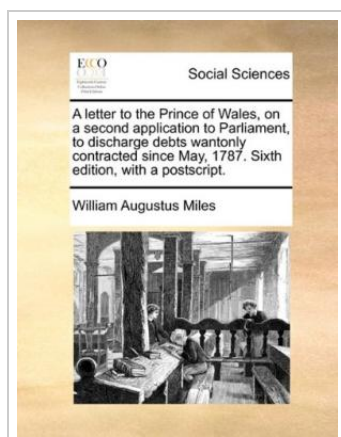 ECCO
Social Sciences
A letter to the Prince of Wales, on
a second application to Parliament,
to discharge debts wantonly
contracted since May, 1787. Sixth
edition, with a postscript.
William Augustus Miles